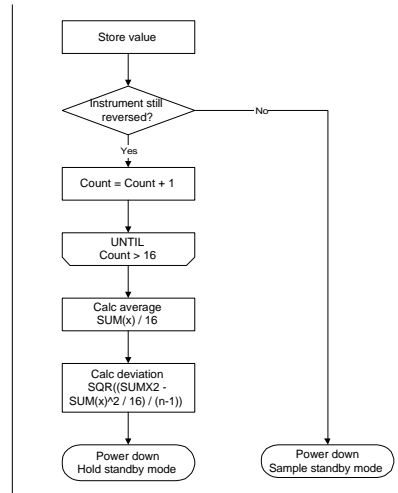 Store value
Instrument still
reversed?
No
Yes
Count = Count + 1
UNTIL
Count > 16
Calc average
SUM(x) / 16
Calc deviation
SQR((SUMX2 -
SUM(x)^2 / 16) / (n-1))
Power down
Hold standby mode
Power down
Sample standby mode